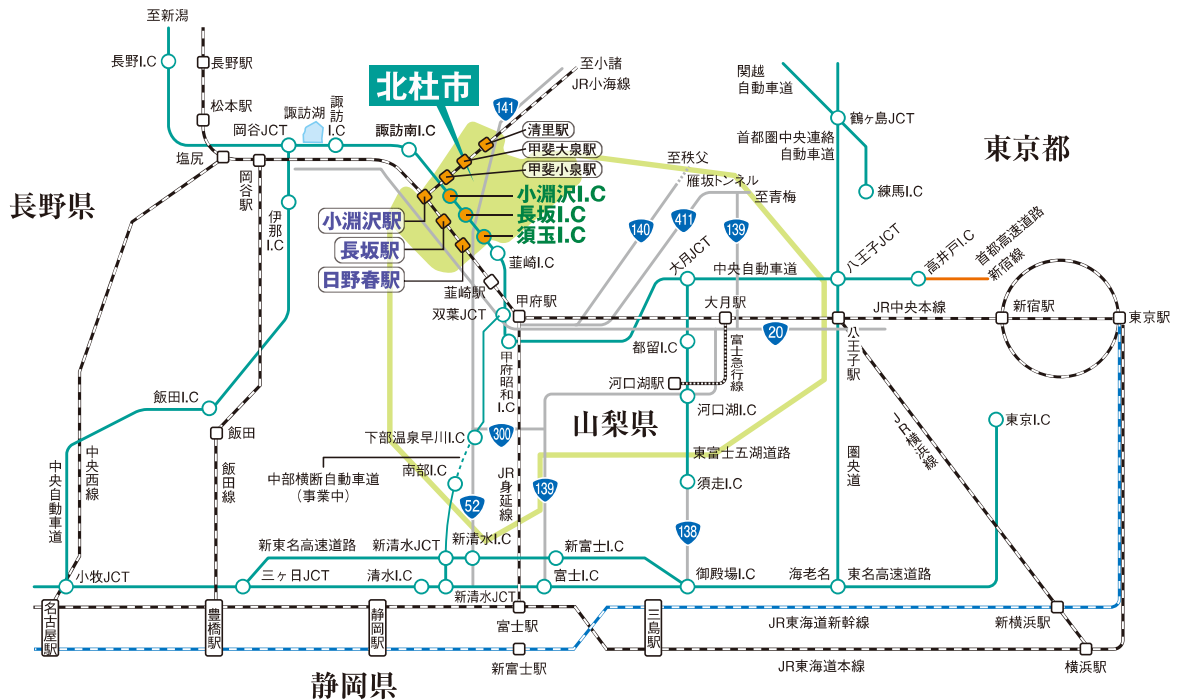 至新潟
長野I.C
長野駅
松本駅
岡谷JCT
諏訪湖
諏訪I.C
諏訪南I.C
塩尻
岡谷駅
伊那I.C
長野県
北杜市
至小諸
JR小海線
141
清里駅
甲斐大泉駅
甲斐小泉駅
小淵沢I.C
長坂I.C
須玉I.C
小淵沢駅
長坂駅
日野春駅
韮崎I.C
韮崎駅
双葉JCT
甲府駅
甲府昭和I.C
至秩父
雁坂トンネル
至青梅
140
411
139
関越
自動車道
鶴ヶ島JCT
首都圏中央連絡
自動車道
練馬I.C
東京都
大月JCT
中央自動車道
八王子JCT
高井戸I.C
首都高速道路
新宿線
大月駅
JR中央本線
新宿駅
東京駅
20
八王子駅
都留I.C
富士急行線
河口湖駅
河口湖I.C
山梨県
東富士五湖道路
須走I.C
138
JR横浜線
圏央道
東京I.C
飯田I.C
飯田
飯田線
中央西線
中央自動車道
下部温泉早川I.C
300
南部I.C
中部横断自動車道
（事業中）
52
JR身延線
139
新東名高速道路
新清水JCT
新清水I.C
新富士I.C
小牧JCT
三ヶ日JCT
清水I.C
新清水JCT
富士I.C
御殿場I.C
海老名
東名高速道路
名古屋駅
豊橋駅
静岡駅
富士駅
新富士駅
三島駅
JR東海道新幹線
新横浜駅
JR東海道本線
横浜駅
静岡県